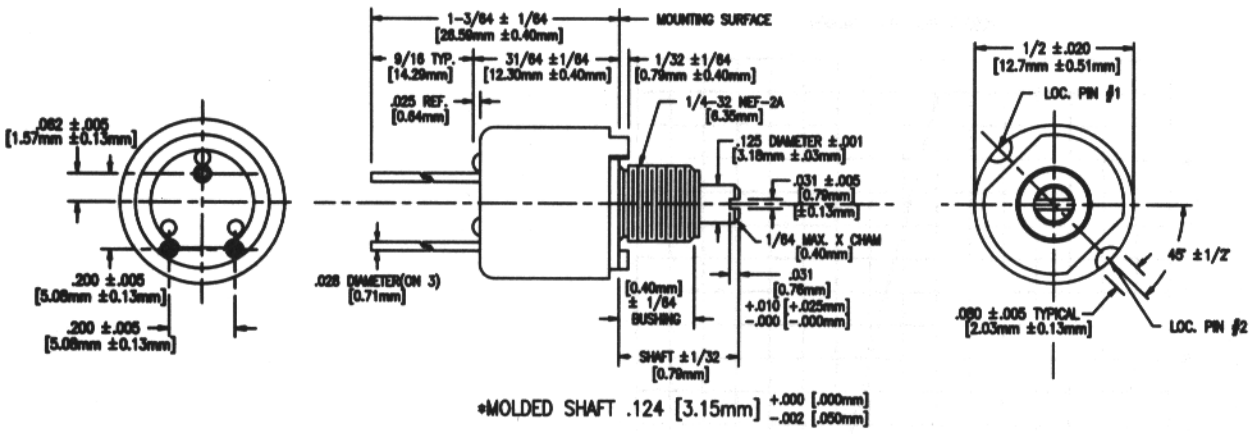 1-3/64 ± 1/64
[26.59mm ±0.40mm]
MOUNTING SURFACE
9/16 TYP.
[14.29mm]
31/64 ±1/64
[12.30mm ±0.40mm]
1/32 ±1/64
[0.79mm ±0.40mm]
1/2 ±.020
[12.7mm ±0.51mm]
LOC. PIN #1
.025 REF.
[0.64mm]
1/4-32 NEF-2A
[6.35mm]
.062 ±.005
[1.57mm ±0.13mm]
.125 DIAMETER ±.001
[3.18mm ±.03mm]
.031 ±.005
[0.79mm]
[±0.13mm]
1/64 MAX. X CHAM
[0.40mm]
45° ±1/2°
.200 ±.005
[5.08mm ±0.13mm]
.028 DIAMETER(ON 3)
[0.71mm]
[0.40mm]
± 1/64
BUSHING
.031
[0.78mm]
+.010 [+.025mm]
-.000 [-.000mm]
.080 ±.005 TYPICAL
[2.03mm ±0.13mm]
LOC. PIN #2
.200 ±.005
[5.08mm ±0.13mm]
SHAFT ±1/32
[0.79mm]
*MOLDED SHAFT .124 [3.15mm] +.000 [.000mm]
-.002 [.050mm]